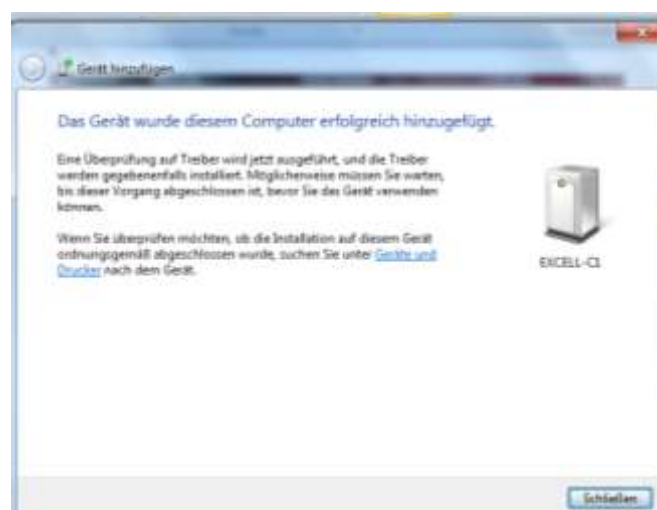 Gerät hinzufügen
Das Gerät wurde diesem Computer erfolgreich hinzugefügt.
Eine Überprüfung auf Treiber wird jetzt ausgeführt, und die Treiber
werden gegebenenfalls installiert. Möglicherweise müssen Sie warten,
bis dieser Vorgang abgeschlossen ist, bevor Sie das Gerät verwenden
können.
Wenn Sie überprüfen möchten, ob die Installation auf diesem Gerät
ordnungsgemäß abgeschlossen wurde, suchen Sie unter Geräte und
Drucker nach dem Gerät.
EXCELL-C1
Schließen